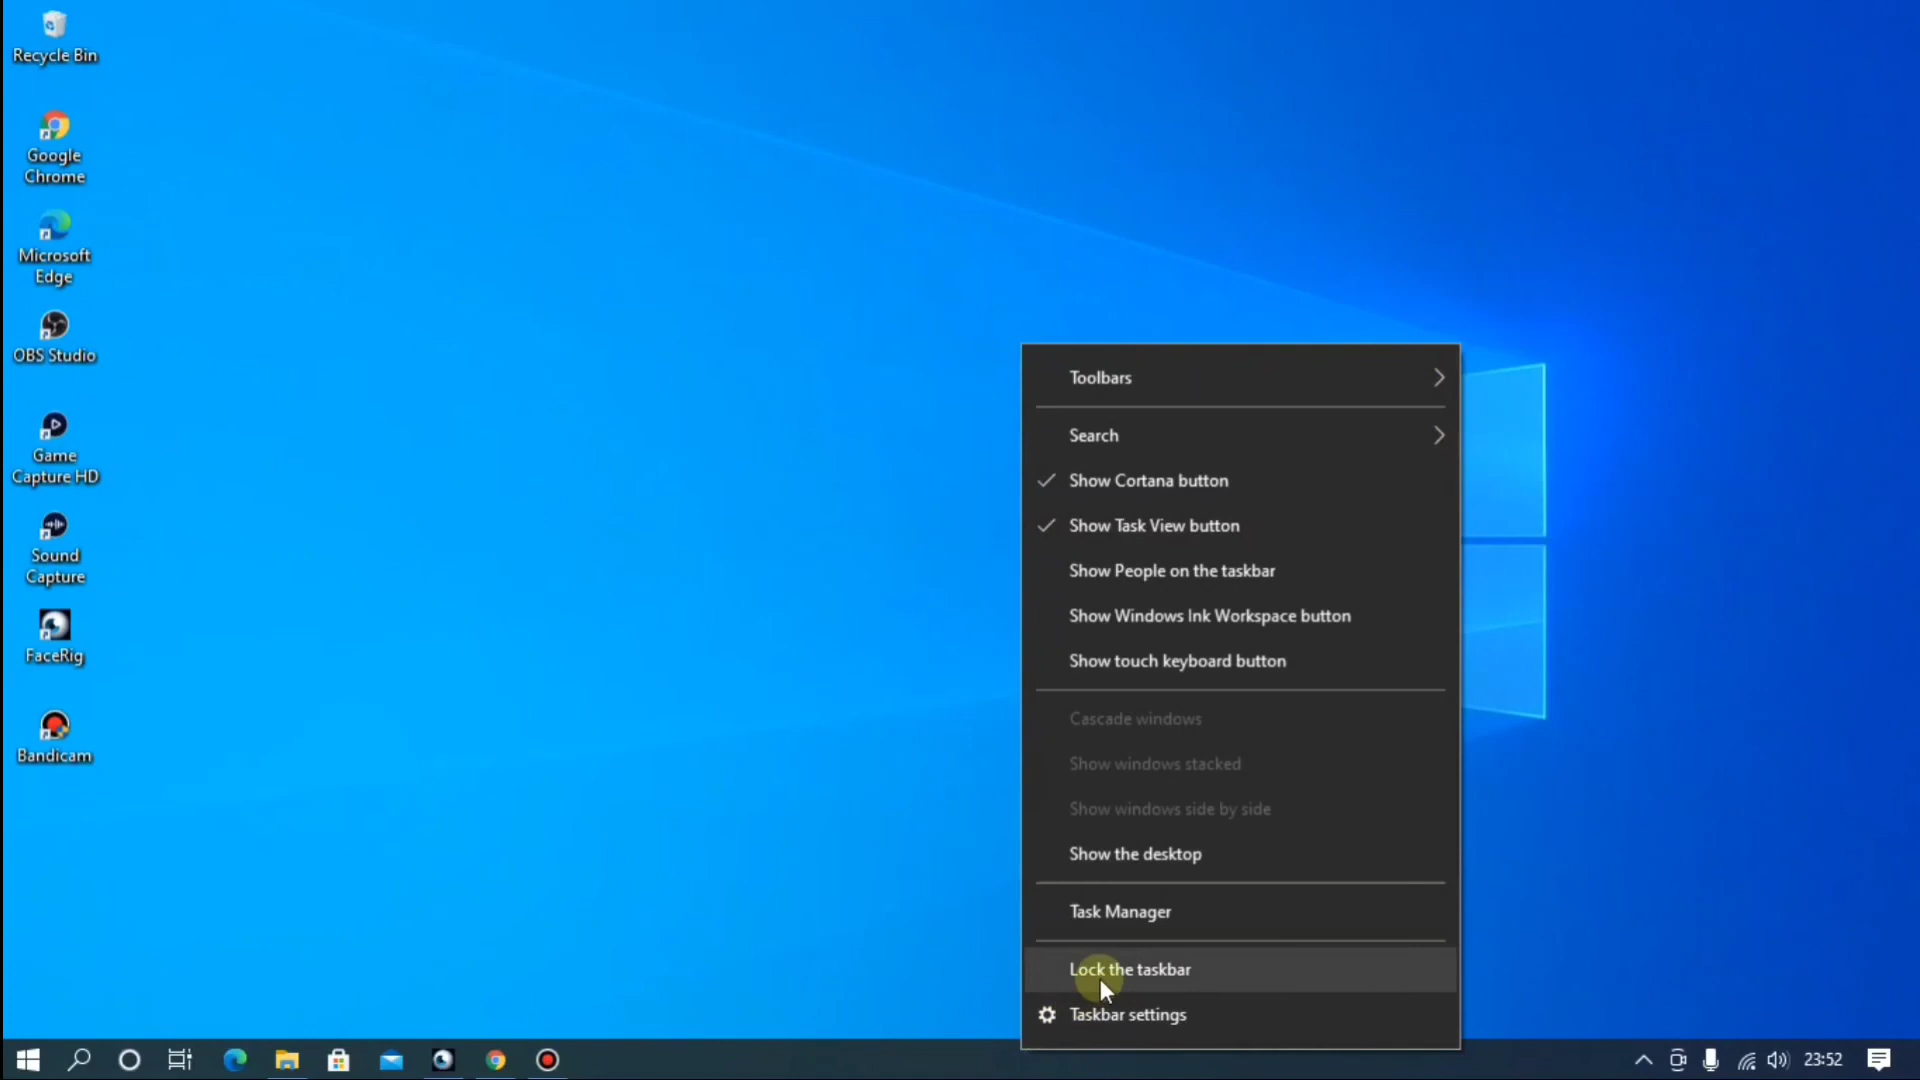 Recycle Bin
Google
Chrome
Microsoft
Edge
OBS Studio
Game
Capture HD
Sound
Capture
FaceRig
Bandicam
Toolbars
Search
Show Cortana button
Show Task View button
Show People on the taskbar
Show Windows Ink Workspace button
Show touch keyboard button
Cascade windows
Show windows stacked
Show windows side by side
Show the desktop
Task Manager
Lock the taskbar
Taskbar settings
23:52